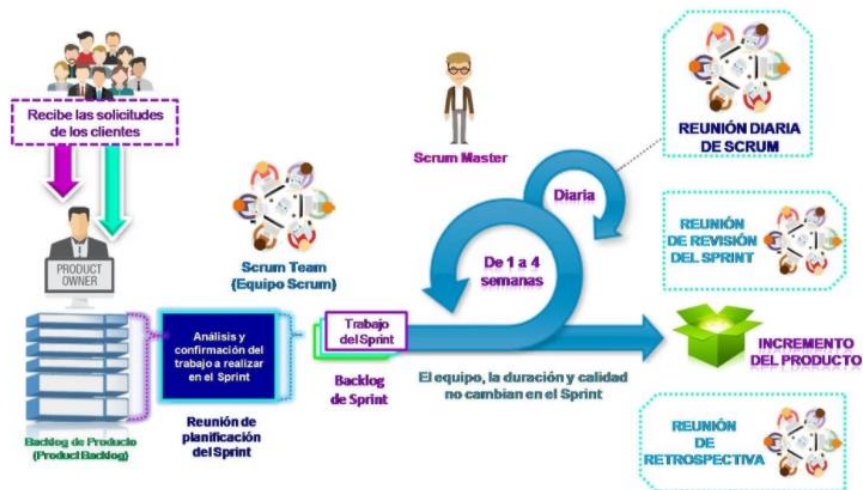 Recibe las solicitudes
de los clientes
PRODUCT
OWNER
Backlog de Producto
(Product Backlog)
Análisis y
confirmación del
trabajo a realizar
en el Sprint
Reunión de
planificación
del Sprint
Scrum Team
(Equipo Scrum)
Trabajo
del Sprint
Backlog
de Sprint
Scrum Master
Diaria
De 1 a 4
semanas
El equipo, la duración y calidad
no cambian en el Sprint
REUNIÓN DIARIA
DE SCRUM
REUNIÓN
DE REVISIÓN
DEL SPRINT
INCREMENTO
DEL PRODUCTO
REUNIÓN
DE
RETROSPECTIVA